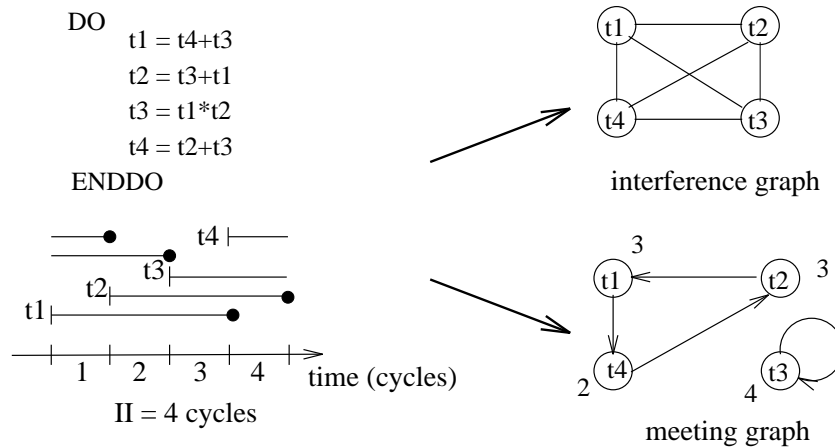 DO
t1 = t4+t3
t2 = t3+t1
t3 = t1*t2
t4 = t2+t3
ENDDO
t4
t3
t2
t1
1 2 3 4
time (cycles)
II = 4 cycles
t1 t2
t4 t3
interference graph
3
3
t1 t2
t4 t3
2
4
meeting graph